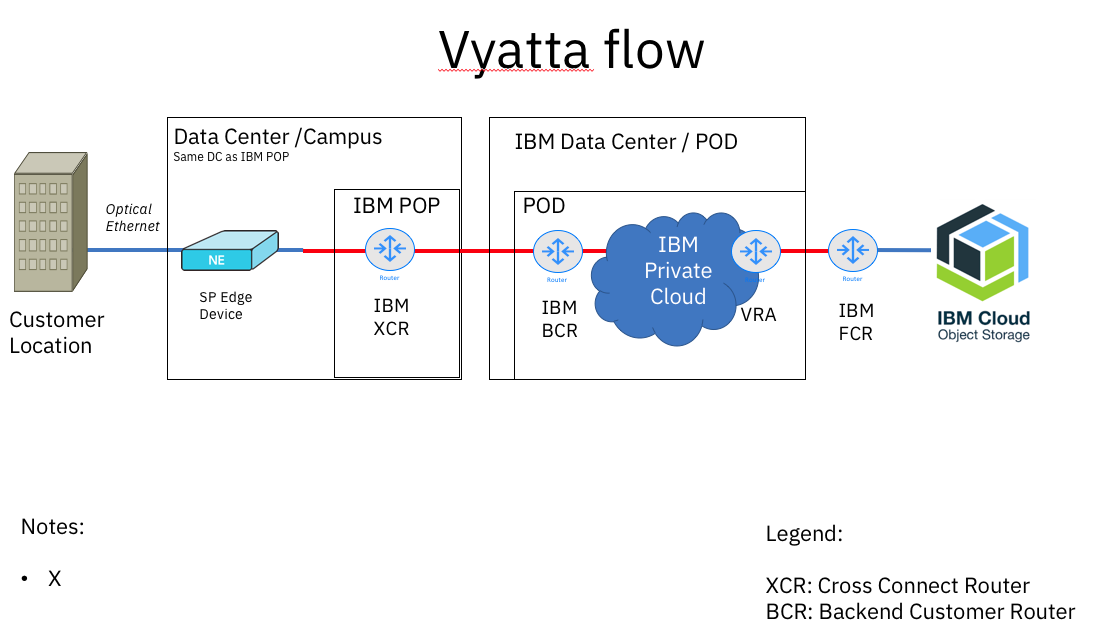 Vyatta flow
Data Center /Campus
Same DC as IBM POP
IBM Data Center / POD
Optical
Ethernet
IBM POP
POD
NE
IBM
Private
Cloud
Router
Router
Router
SP Edge
Device
IBM
XCR
IBM
BCR
VRA
IBM
FCR
Customer
Location
IBM Cloud
Object Storage
Notes:
• X
Legend:
XCR: Cross Connect Router
BCR: Backend Customer Router